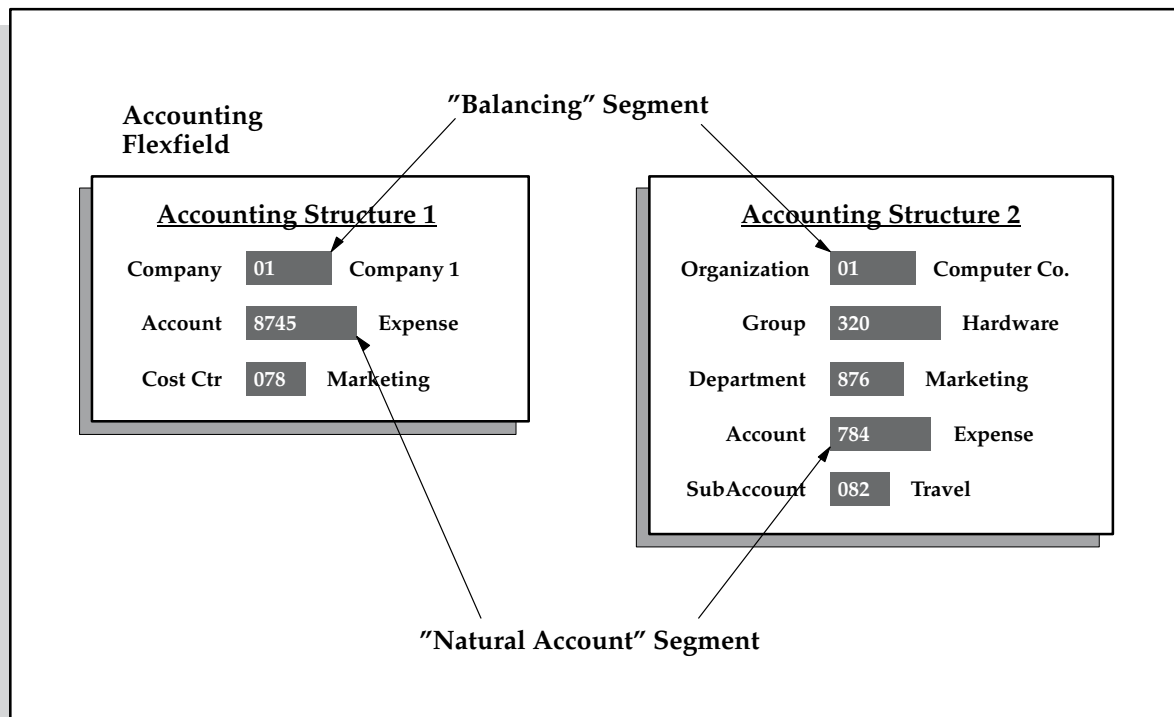 ”Balancing” Segment
Accounting
Flexfield
Accounting Structure 1
Company 01 Company 1
Account 8745 Expense
Cost Ctr 078 Marketing
Accounting Structure 2
Organization 01 Computer Co.
Group 320 Hardware
Department 876 Marketing
Account 784 Expense
SubAccount 082 Travel
”Natural Account” Segment